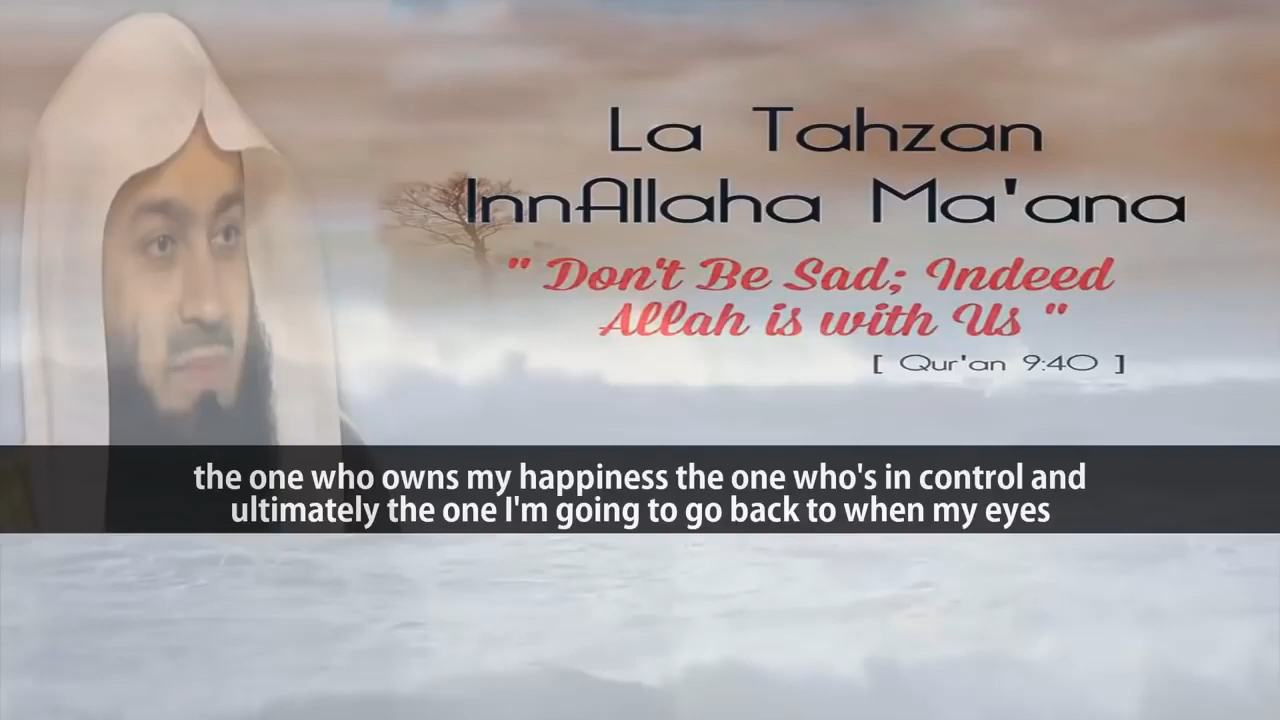 La Tahzan
InnAllaha Ma'ana
" Don't Be Sad; Indeed
Allah is with Us "
[ Qur'an 9:40 ]
the one who owns my happiness the one who's in control and
ultimately the one I'm going to go back to when my eyes